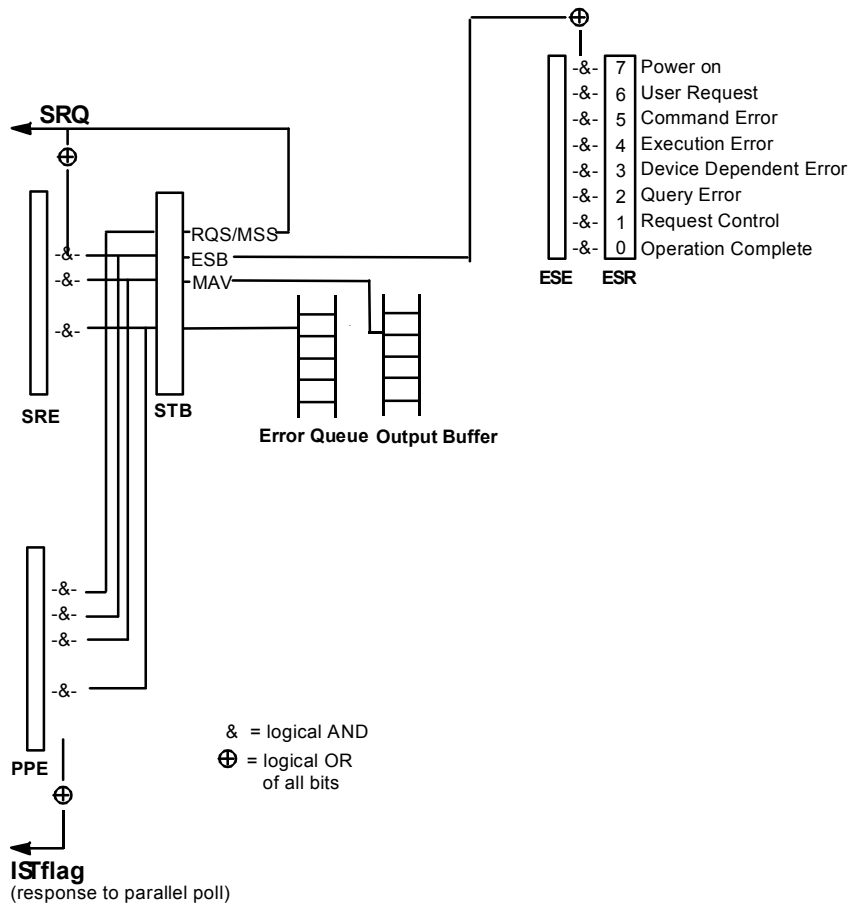 -&- 7 Power on
-&- 6 User Request
-&- 5 Command Error
-&- 4 Execution Error
-&- 3 Device Dependent Error
-&- 2 Query Error
-&- 1 Request Control
-&- 0 Operation Complete
ESE ESR
SRQ
RQS/MSS
-&- ESB
-&- MAV
-&-
SRE STB
Error Queue Output Buffer
-&-
-&-
-&-
-&-
PPE
& = logical AND
⊕ = logical OR
of all bits
ISTflag
(response to parallel poll)